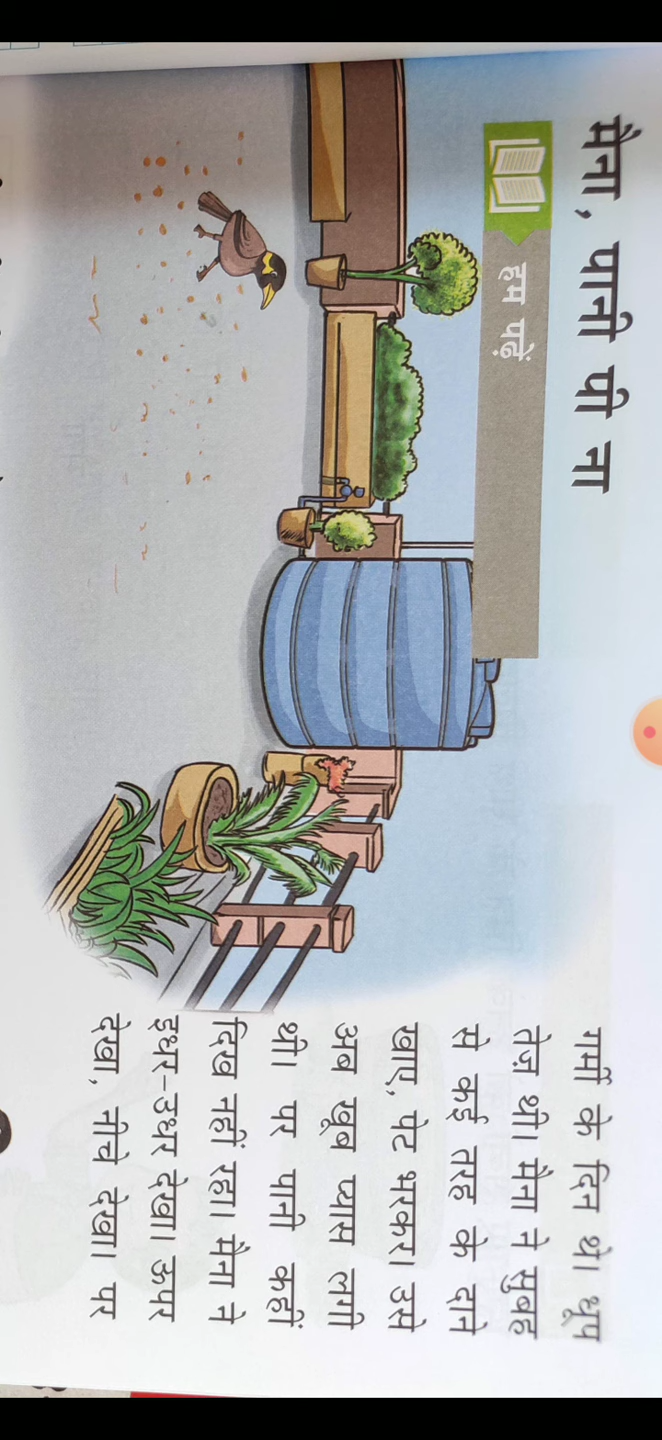 मैना, पानी पी ना
हम पढ़ें
गर्मी के दिन थे। धूप
तेज़ थी। मैना ने सुबह
से कई तरह के दाने
खाए, पेट भरकर। उसे
अब खूब प्यास लगी
थी। पर पानी कहीं
दिख नहीं रहा। मैना ने
इधर-उधर देखा। ऊपर
देखा, नीचे देखा। पर